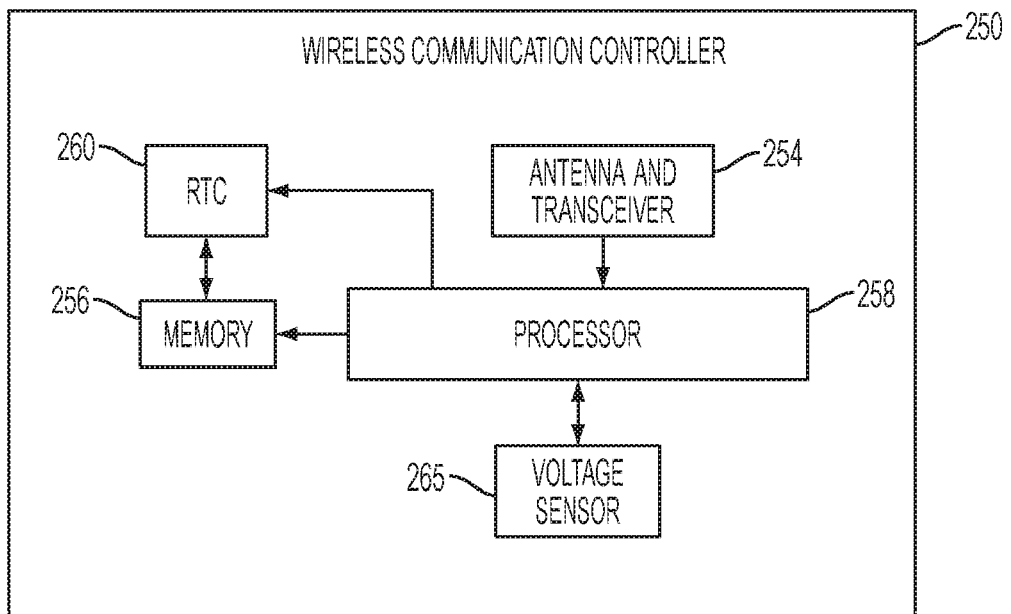 250
WIRELESS COMMUNICATION CONTROLLER
260
RTC
ANTENNA AND
TRANSCEIVER
254
256
MEMORY
PROCESSOR
258
265
VOLTAGE
SENSOR